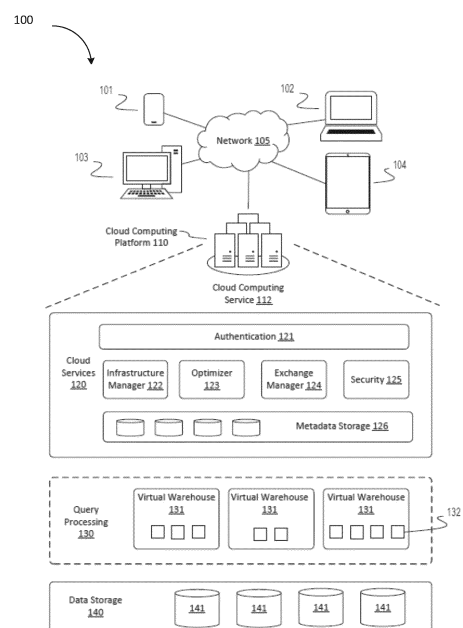 100
101
102
Network 105
103
104
Cloud Computing
Platform 110
Cloud Computing
Service 112
Authentication 121
Cloud
Services
120
Infrastructure
Manager 122
Optimizer
123
Exchange
Manager 124
Security 125
Metadata Storage 126
Query
Processing
130
Virtual Warehouse
131
Virtual Warehouse
131
Virtual Warehouse
131
132
Data Storage
140
141
141
141
141